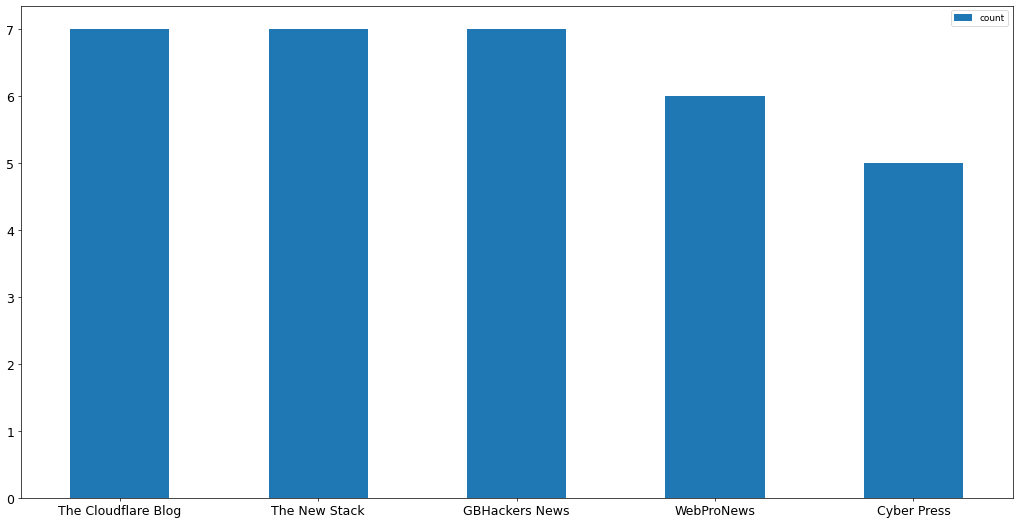 count
7
6
5
4
3
2
1
0
The Cloudflare Blog
The New Stack
GBHackers News
WebProNews
Cyber Press